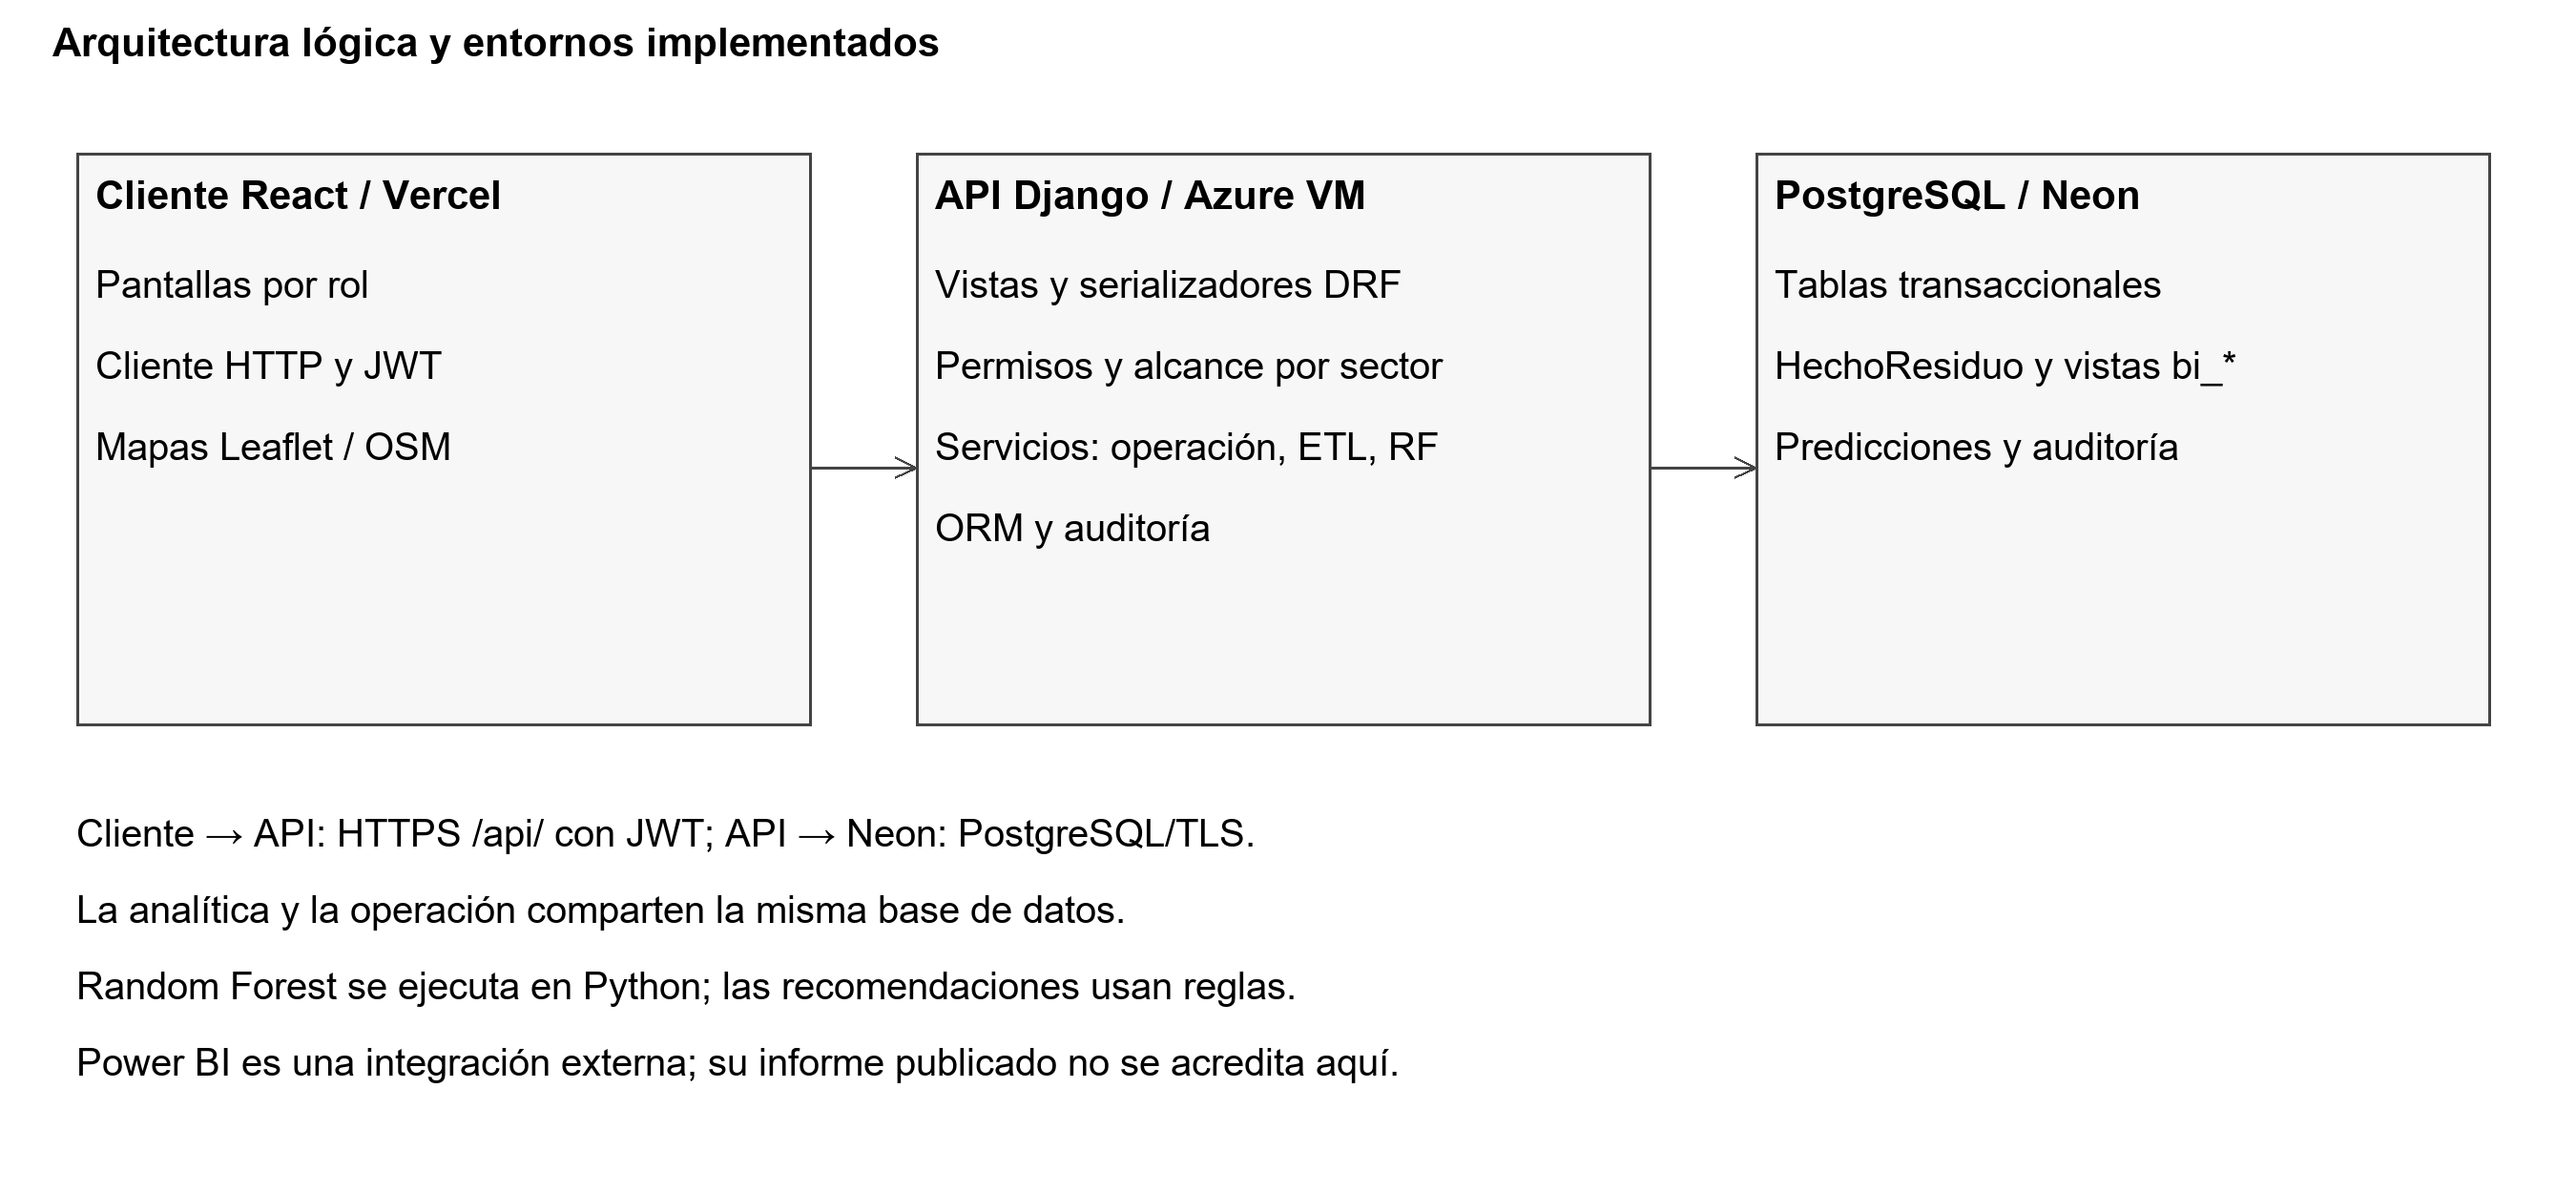 Arquitectura lógica y entornos implementados
Cliente React / Vercel
Pantallas por rol
Cliente HTTP y JWT
Mapas Leaflet / OSM
API Django / Azure VM
Vistas y serializadores DRF
Permisos y alcance por sector
Servicios: operación, ETL, RF
ORM y auditoría
PostgreSQL / Neon
Tablas transaccionales
HechoResiduo y vistas bi_*
Predicciones y auditoría
Cliente → API: HTTPS /api/ con JWT; API → Neon: PostgreSQL/TLS.
La analítica y la operación comparten la misma base de datos.
Random Forest se ejecuta en Python; las recomendaciones usan reglas.
Power BI es una integración externa; su informe publicado no se acredita aquí.